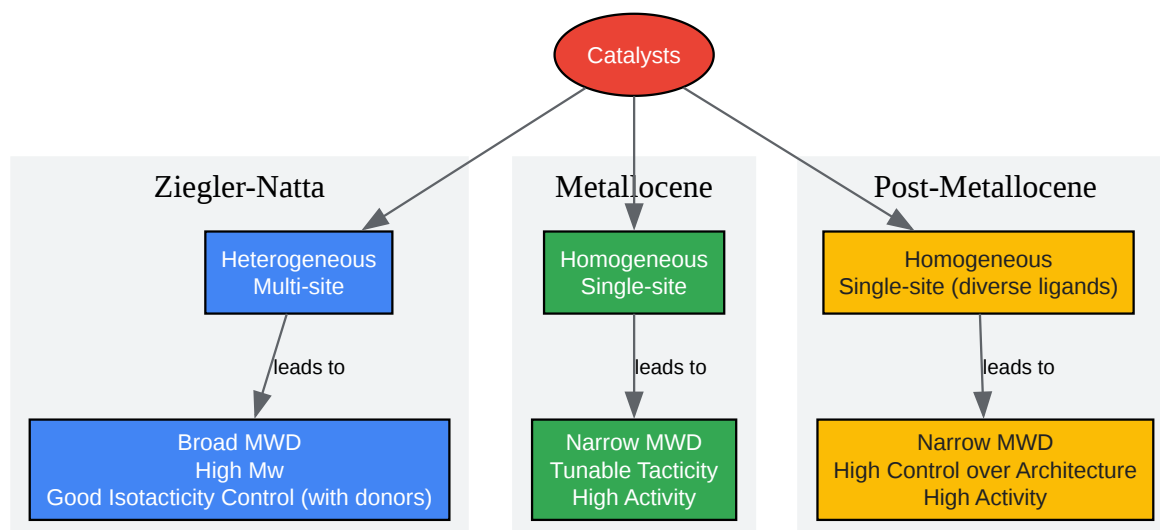 Catalysts
Ziegler-Natta
Metallocene
Post-Metallocene
Heterogeneous
Multi-site
Homogeneous
Single-site
Homogeneous
Single-site (diverse ligands)
leads to
leads to
leads to
Broad MWD
High Mw
Good Isotacticity Control (with donors)
Narrow MWD
Tunable Tacticity
High Activity
Narrow MWD
High Control over Architecture
High Activity